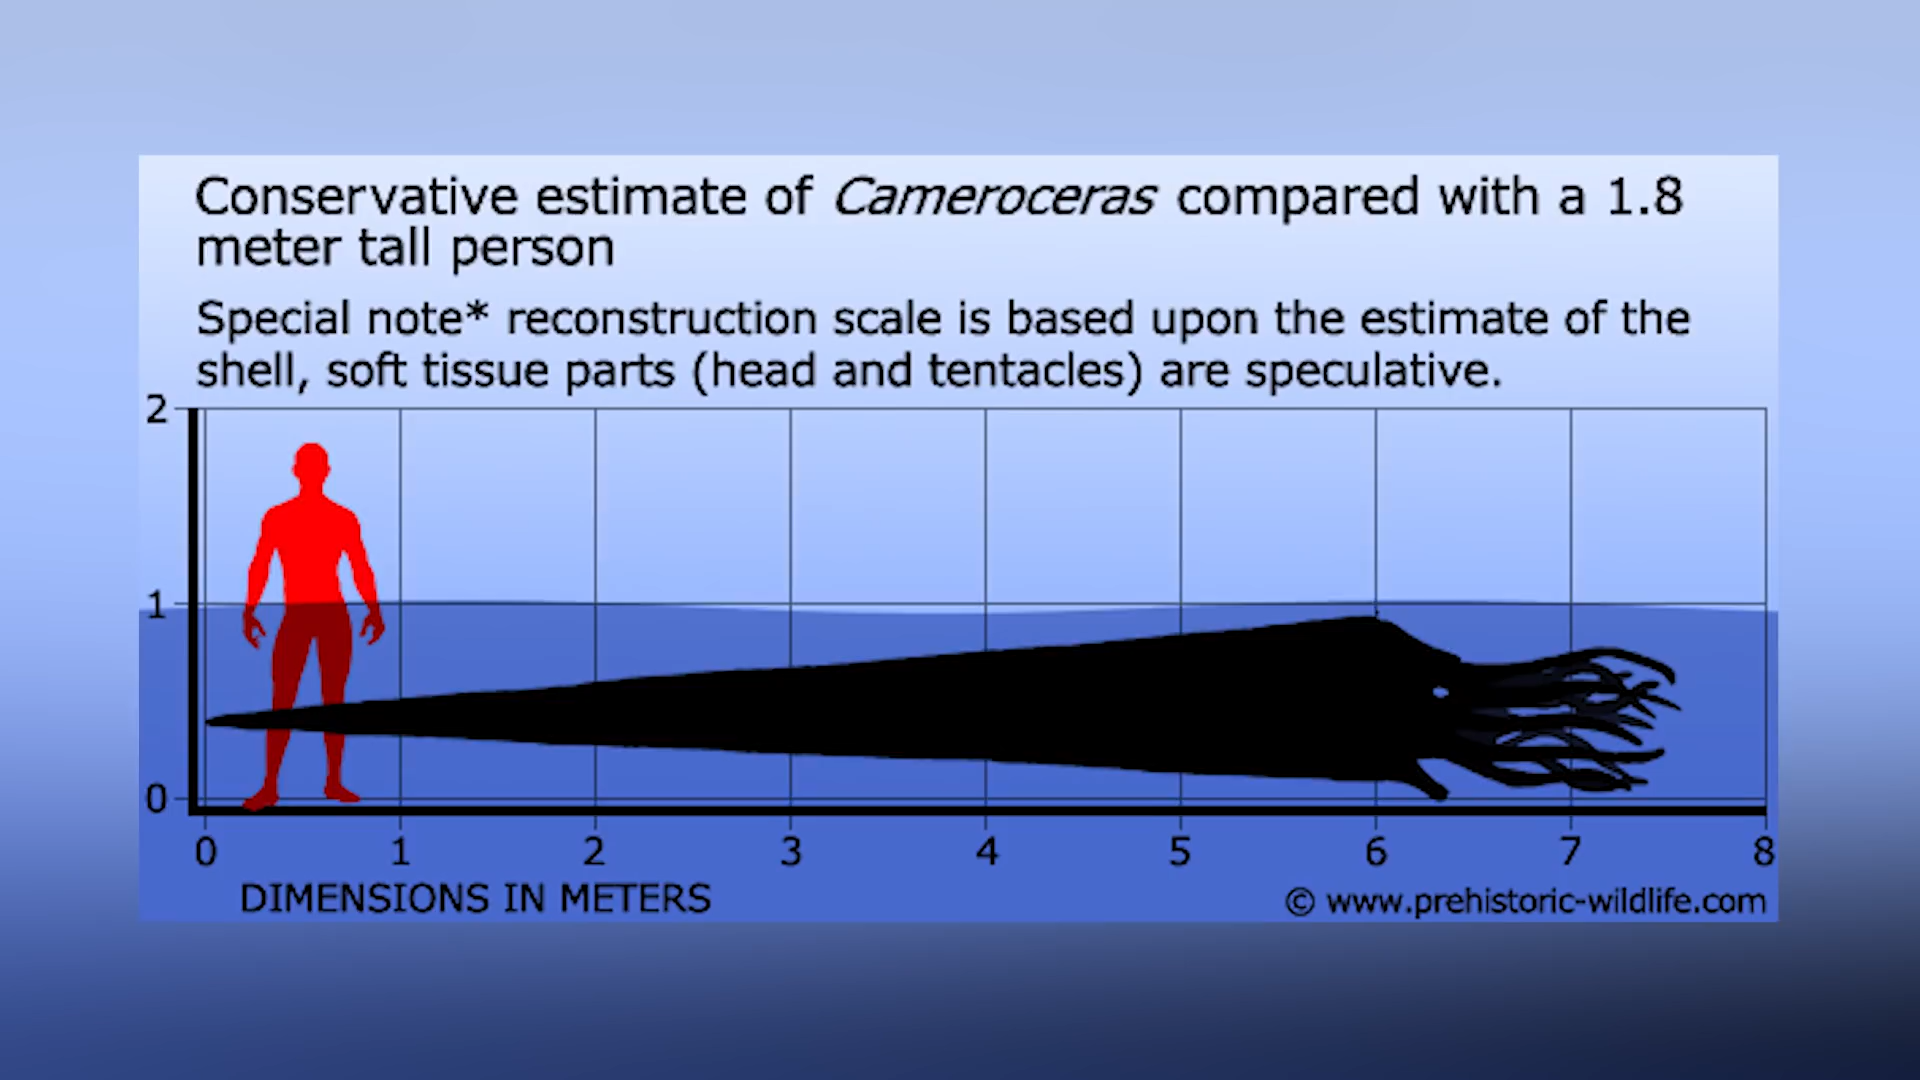 Conservative estimate of Cameroceras compared with a 1.8
meter tall person
Special note* reconstruction scale is based upon the estimate of the
shell, soft tissue parts (head and tentacles) are speculative.
2
1
0
0 1 2 3 4 5 6 7 8
DIMENSIONS IN METERS
© www.prehistoric-wildlife.com